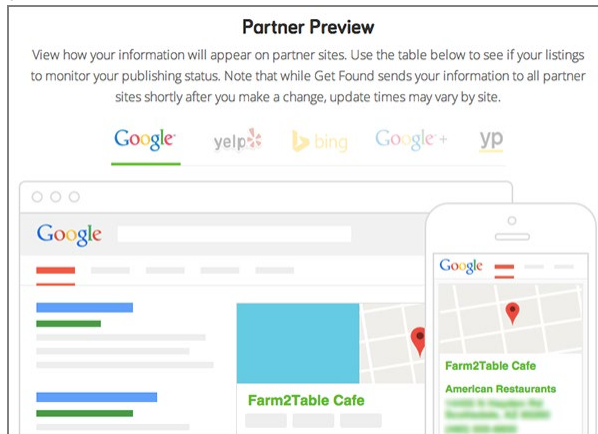 Partner Preview
View how your information will appear on partner sites. Use the table below to see if your listings
to monitor your publishing status. Note that while Get Found sends your information to all partner
sites shortly after you make a change, update times may vary by site.
Google yelp bing Google+ yp
Google
Farm2Table Cafe
Google
Farm2Table Cafe
American Restaurants